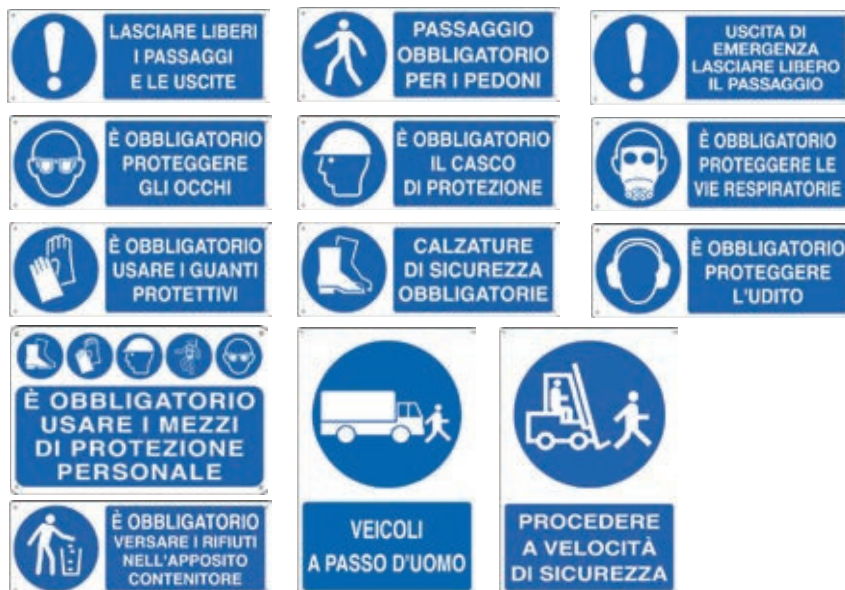 LASCIARE LIBERI
I PASSAGGI
E LE USCITE
PASSAGGIO
OBBLIGATORIO
PER I PEDONI
USCITA DI
EMERGENZA
LASCIARE LIBERO
IL PASSAGGIO
È OBBLIGATORIO
PROTEGGERE
GLI OCCHI
È OBBLIGATORIO
IL CASCO
DI PROTEZIONE
È OBBLIGATORIO
PROTEGGERE LE
VIE RESPIRATORIE
È OBBLIGATORIO
USARE I GUANTI
PROTETTIVI
CALZATURE
DI SICUREZZA
OBBLIGATORIE
È OBBLIGATORIO
PROTEGGERE
L'UDITO
È OBBLIGATORIO
USARE I MEZZI
DI PROTEZIONE
PERSONALE
VEICOLI
A PASSO D'UOMO
PROCEDERE
A VELOCITÀ
DI SICUREZZA
È OBBLIGATORIO
VERSARE I RIFIUTI
NELL'APPOSITO
CONTENITORE